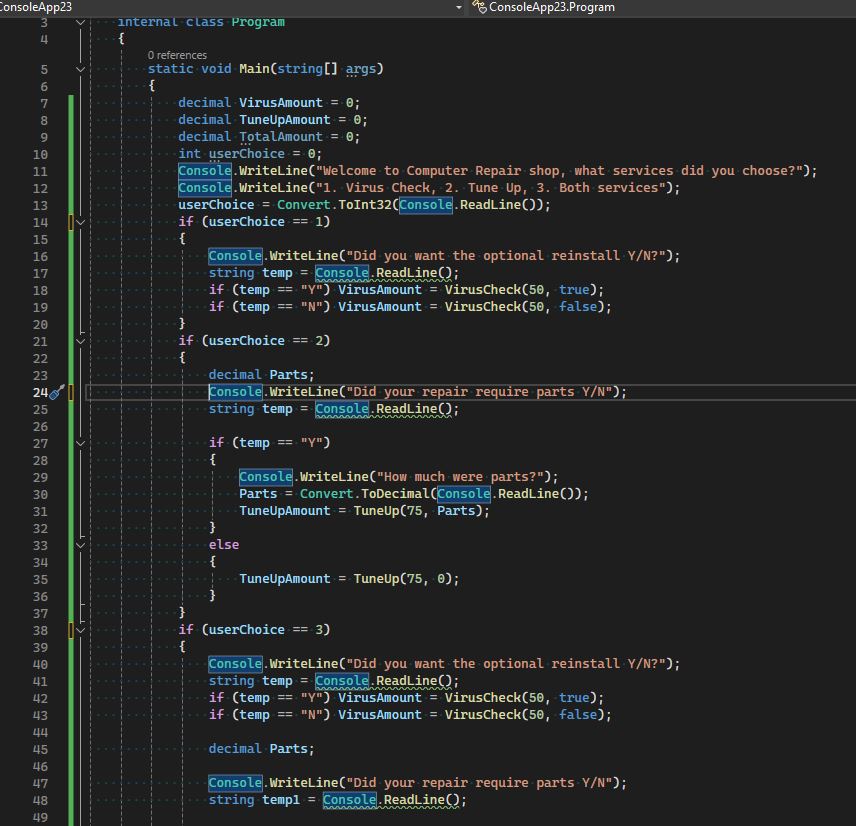 ConsoleApp23 ConsoleApp23.Program
3 internal class Program
4 {
0 references
5 static void Main(string[] args)
6 {
7 decimal VirusAmount = 0;
8 decimal TuneUpAmount = 0;
9 decimal TotalAmount = 0;
10 int userChoice = 0;
11 Console.WriteLine("Welcome to Computer Repair shop, what services did you choose?");
12 Console.WriteLine("1. Virus Check, 2. Tune Up, 3. Both services");
13 userChoice = Convert.ToInt32(Console.ReadLine());
14 if (userChoice == 1)
15 {
16 Console.WriteLine("Did you want the optional reinstall Y/N?");
17 string temp = Console.ReadLine();
18 if (temp == "Y") VirusAmount = VirusCheck(50, true);
19 if (temp == "N") VirusAmount = VirusCheck(50, false);
20 }
21 if (userChoice == 2)
22 {
23 decimal Parts;
24 Console.WriteLine("Did your repair require parts Y/N");
25 string temp = Console.ReadLine();
26
27 if (temp == "Y")
28 {
29 Console.WriteLine("How much were parts?");
30 Parts = Convert.ToDecimal(Console.ReadLine());
31 TuneUpAmount = TuneUp(75, Parts);
32 }
33 else
34 {
35 TuneUpAmount = TuneUp(75, 0);
36 }
37 }
38 if (userChoice == 3)
39 {
40 Console.WriteLine("Did you want the optional reinstall Y/N?");
41 string temp = Console.ReadLine();
42 if (temp == "Y") VirusAmount = VirusCheck(50, true);
43 if (temp == "N") VirusAmount = VirusCheck(50, false);
44
45 decimal Parts;
46
47 Console.WriteLine("Did your repair require parts Y/N");
48 string temp1 = Console.ReadLine();
49